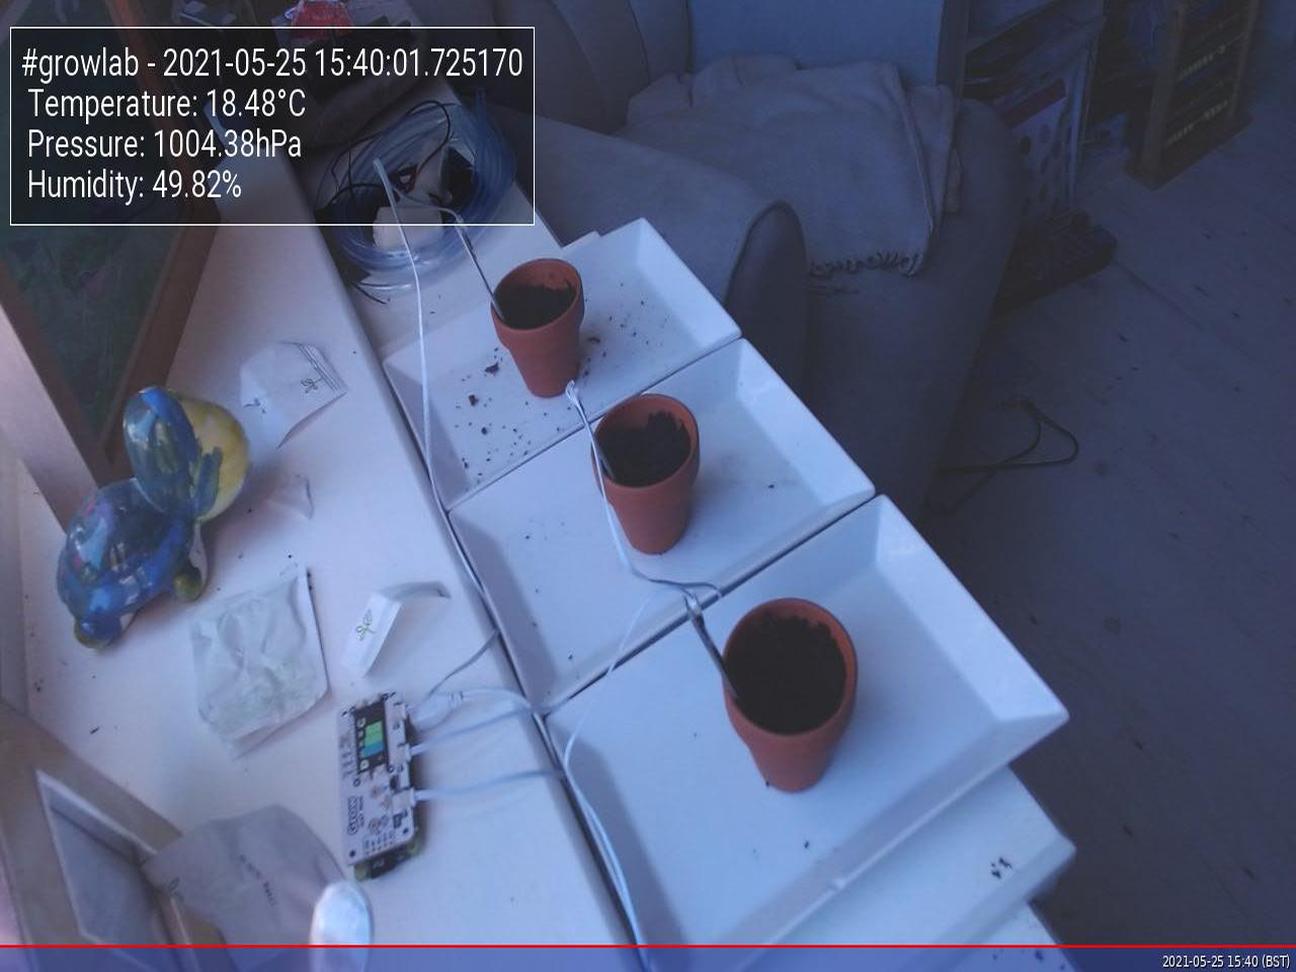 #growlab - 2021-05-25 15:40:01.725170
Temperature: 18.48°C
Pressure: 1004.38hPa
Humidity: 49.82%
2021-05-25 15:40 (BST)